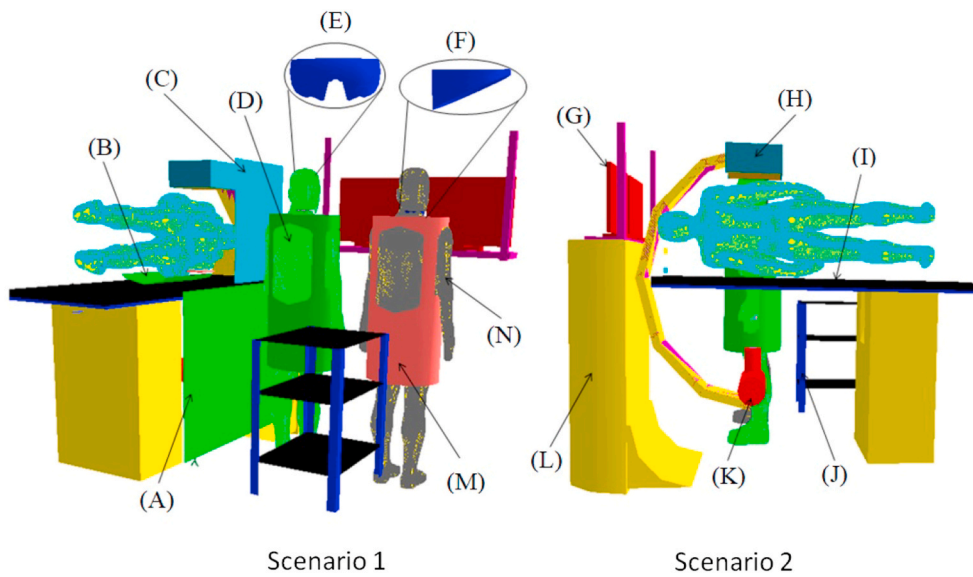 (E)
(F)
(C)
(D)
(B)
(G)
(H)
(I)
(N)
(A)
(M)
(L)
(K)
(J)
Scenario 1
Scenario 2